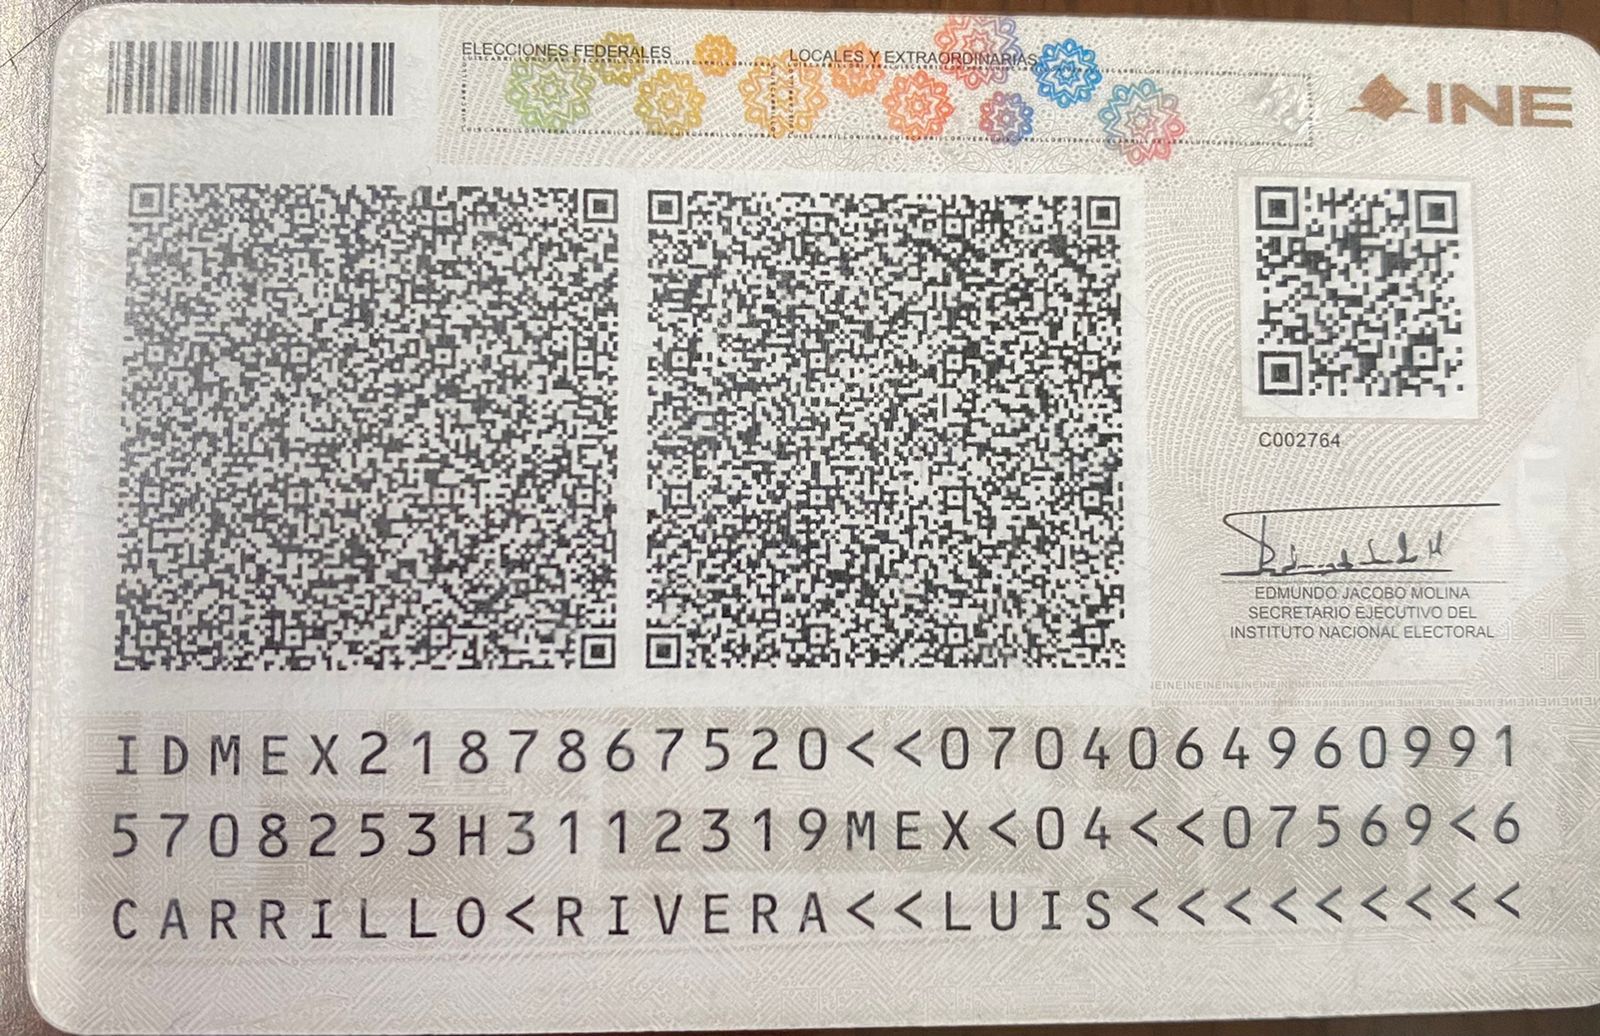 ELECCIONES FEDERALES LOCALES Y EXTRAORDINARIAS
INE
C002764
EDMUNDO JACOBO MOLINA
SECRETARIO EJECUTIVO DEL
INSTITUTO NACIONAL ELECTORAL
IDMEX2187867520<<0704064960991
5708253H3112319MEX<04<<07569<6
CARRILLO<RIVERA<<LUIS<<<<<<<<<